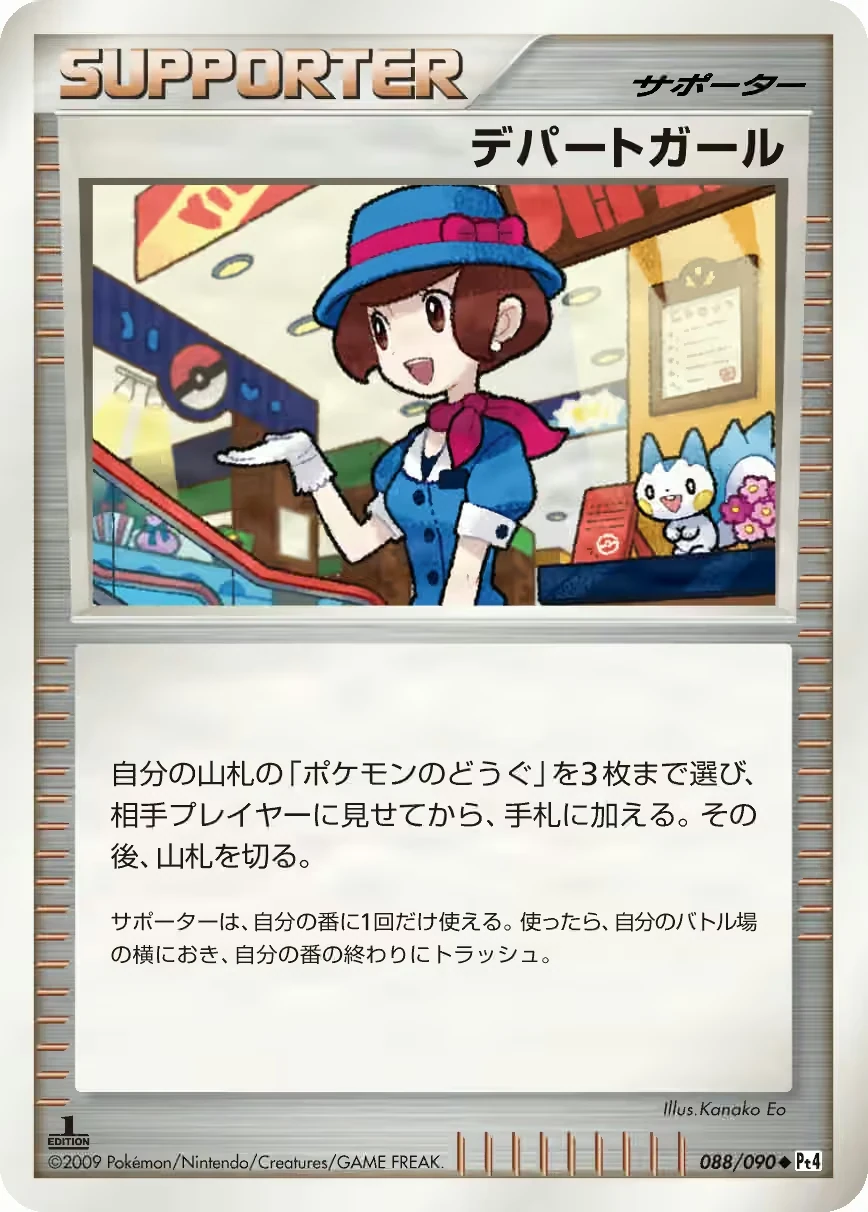 SUPPORTER
サポーター
デパートガール
自分の山札の「ポケモンのどうぐ」を3枚まで選び、
相手プレイヤーに見せてから、手札に加える。その
後、山札を切る。
サポーターは、自分の番に1回だけ使える。使ったら、自分のバトル場
の横におき、自分の番の終わりにトラッシュ。
Illus.Kanako Eo
1
EDITION
©2009 Pokémon/Nintendo/Creatures/GAME FREAK.
088/090◆Pt4